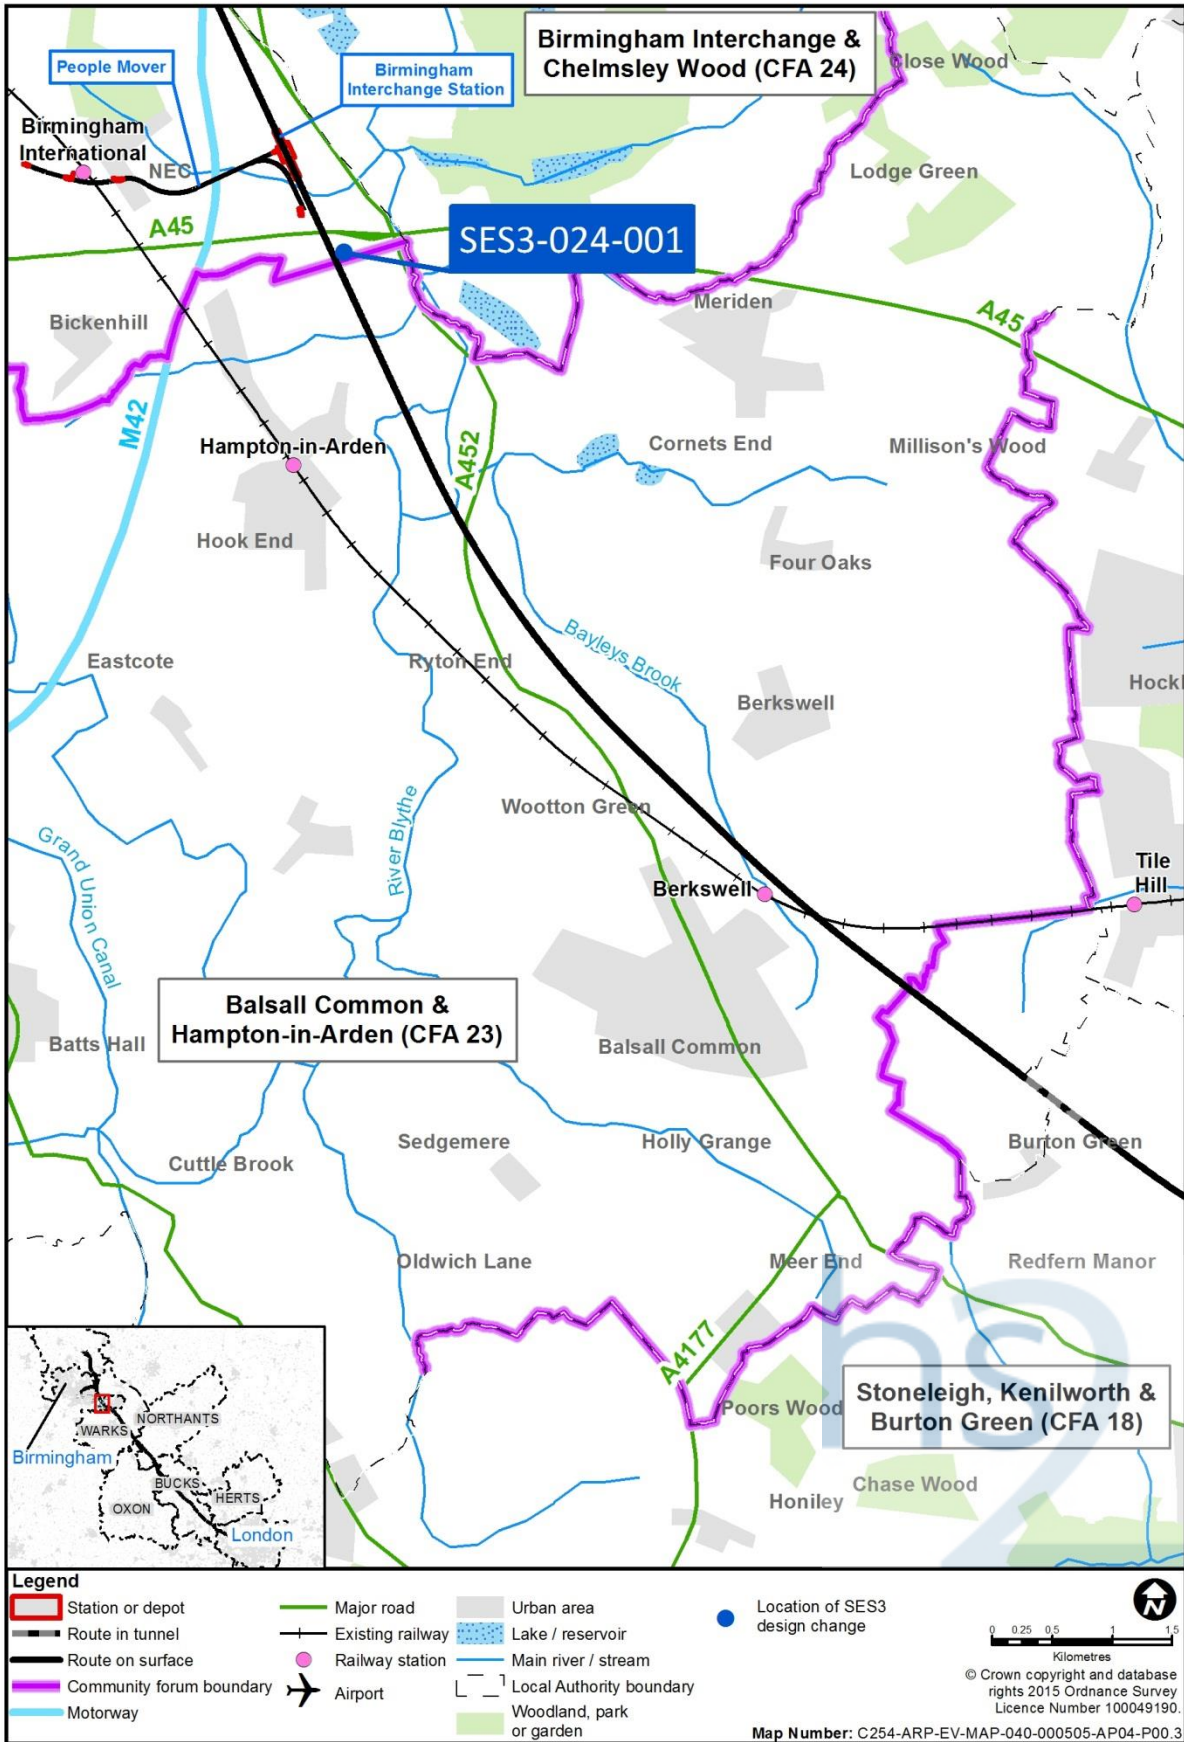 Birmingham Interchange &
Chelmsley Wood (CFA 24)
Close Wood
People Mover
Birmingham
Interchange Station
Birmingham
International
NEC
Lodge Green
A45
SES3-024-001
Meriden
A45
Bickenhill
M42
Hampton-in-Arden
A452
Cornets End
Millison's Wood
Hook End
Four Oaks
Bayleys Brook
Eastcote
Ryton End
Berkswell
Hockl
Wootton Green
River Blythe
Grand Union Canal
Berkswell
Tile
Hill
Balsall Common &
Hampton-in-Arden (CFA 23)
Batts Hall
Balsall Common
Sedgemere
Holly Grange
Burton Green
Cuttle Brook
Oldwich Lane
Meer End
Redfern Manor
A4177
hs2
Stoneleigh, Kenilworth &
Burton Green (CFA 18)
Poors Wood
Chase Wood
Honiley
NORTHANTS
WARKS
Birmingham
BUCKS
HERTS
OXON
London
Legend
Station or depot
Route in tunnel
Route on surface
Community forum boundary
Motorway
Major road
Existing railway
Railway station
Airport
Urban area
Lake / reservoir
Main river / stream
Local Authority boundary
Woodland, park
or garden
Location of SES3
design change
N
0 0.25 0.5 1 1.5
Kilometres
© Crown copyright and database
rights 2015 Ordnance Survey
Licence Number 100049190.
Map Number: C254-ARP-EV-MAP-040-000505-AP04-P00.3